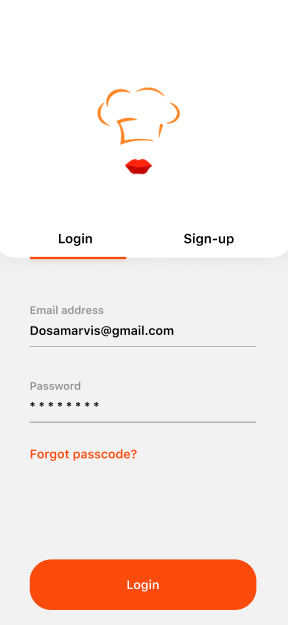 Login
Sign-up
Email address
Dosamarvis@gmail.com
Password
* * * * * * * *
Forgot passcode?
Login